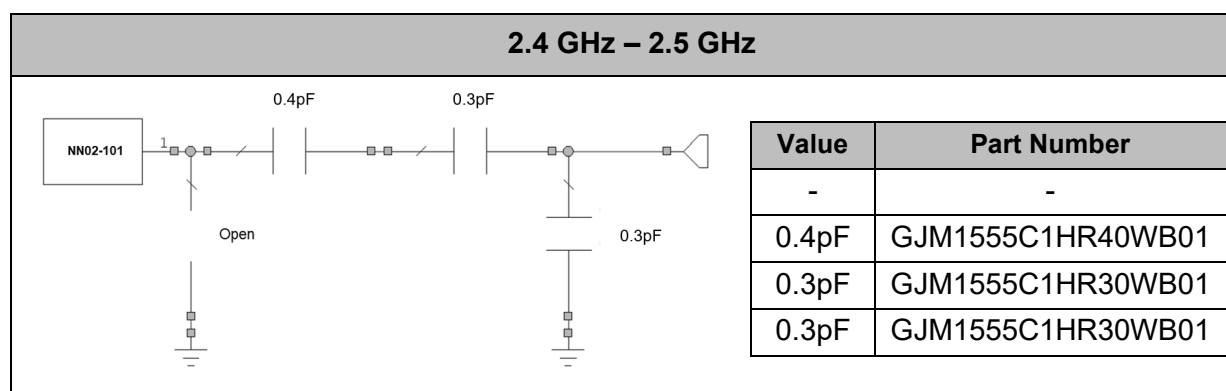 2.4 GHz – 2.5 GHz
0.4pF 0.3pF
NN02-101 1
Open
0.3pF
Value Part Number
- -
0.4pF GJM1555C1HR40WB01
0.3pF GJM1555C1HR30WB01
0.3pF GJM1555C1HR30WB01